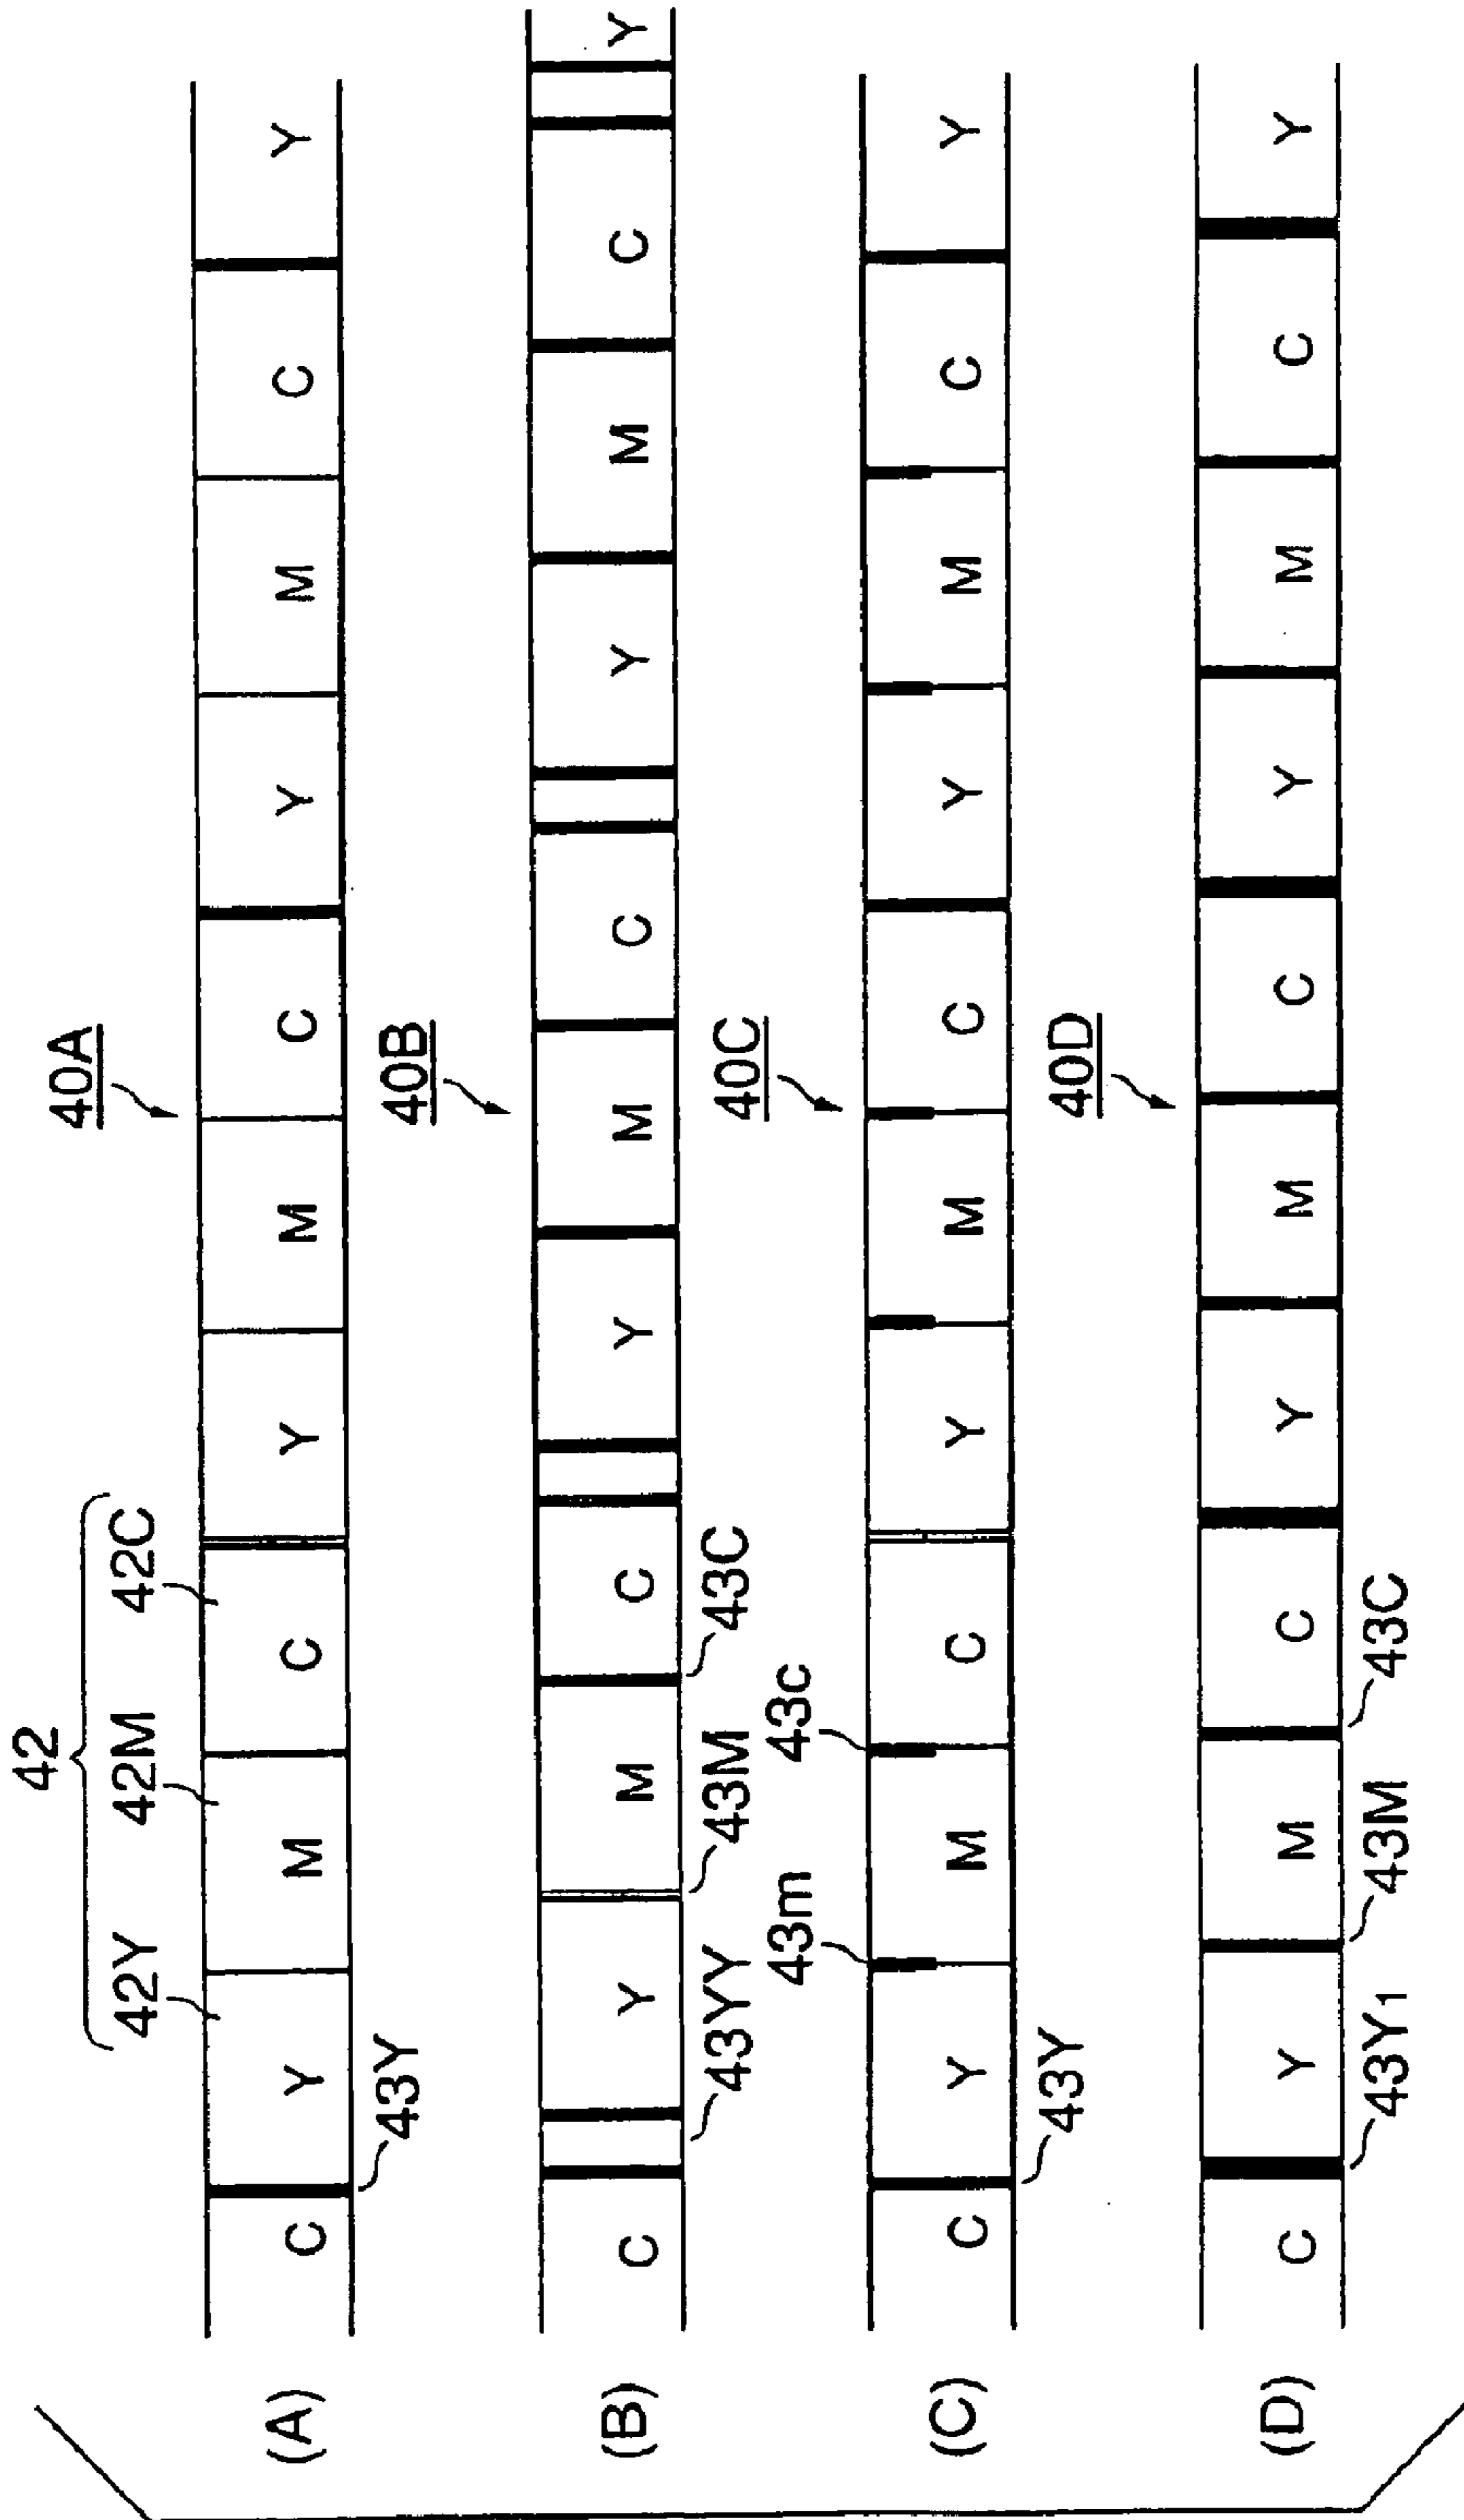 42
42Y 42M 42C
40A
(A) C Y M C Y M C Y M C Y
43Y
40B
(B) C Y M C Y M C Y M C Y
43YY 43M 43C
43m 43c
40C
(C) C Y M C Y M C Y M C Y
43Y
40D
(D) C Y M C Y M C Y M C Y
43Y1 43M 43C